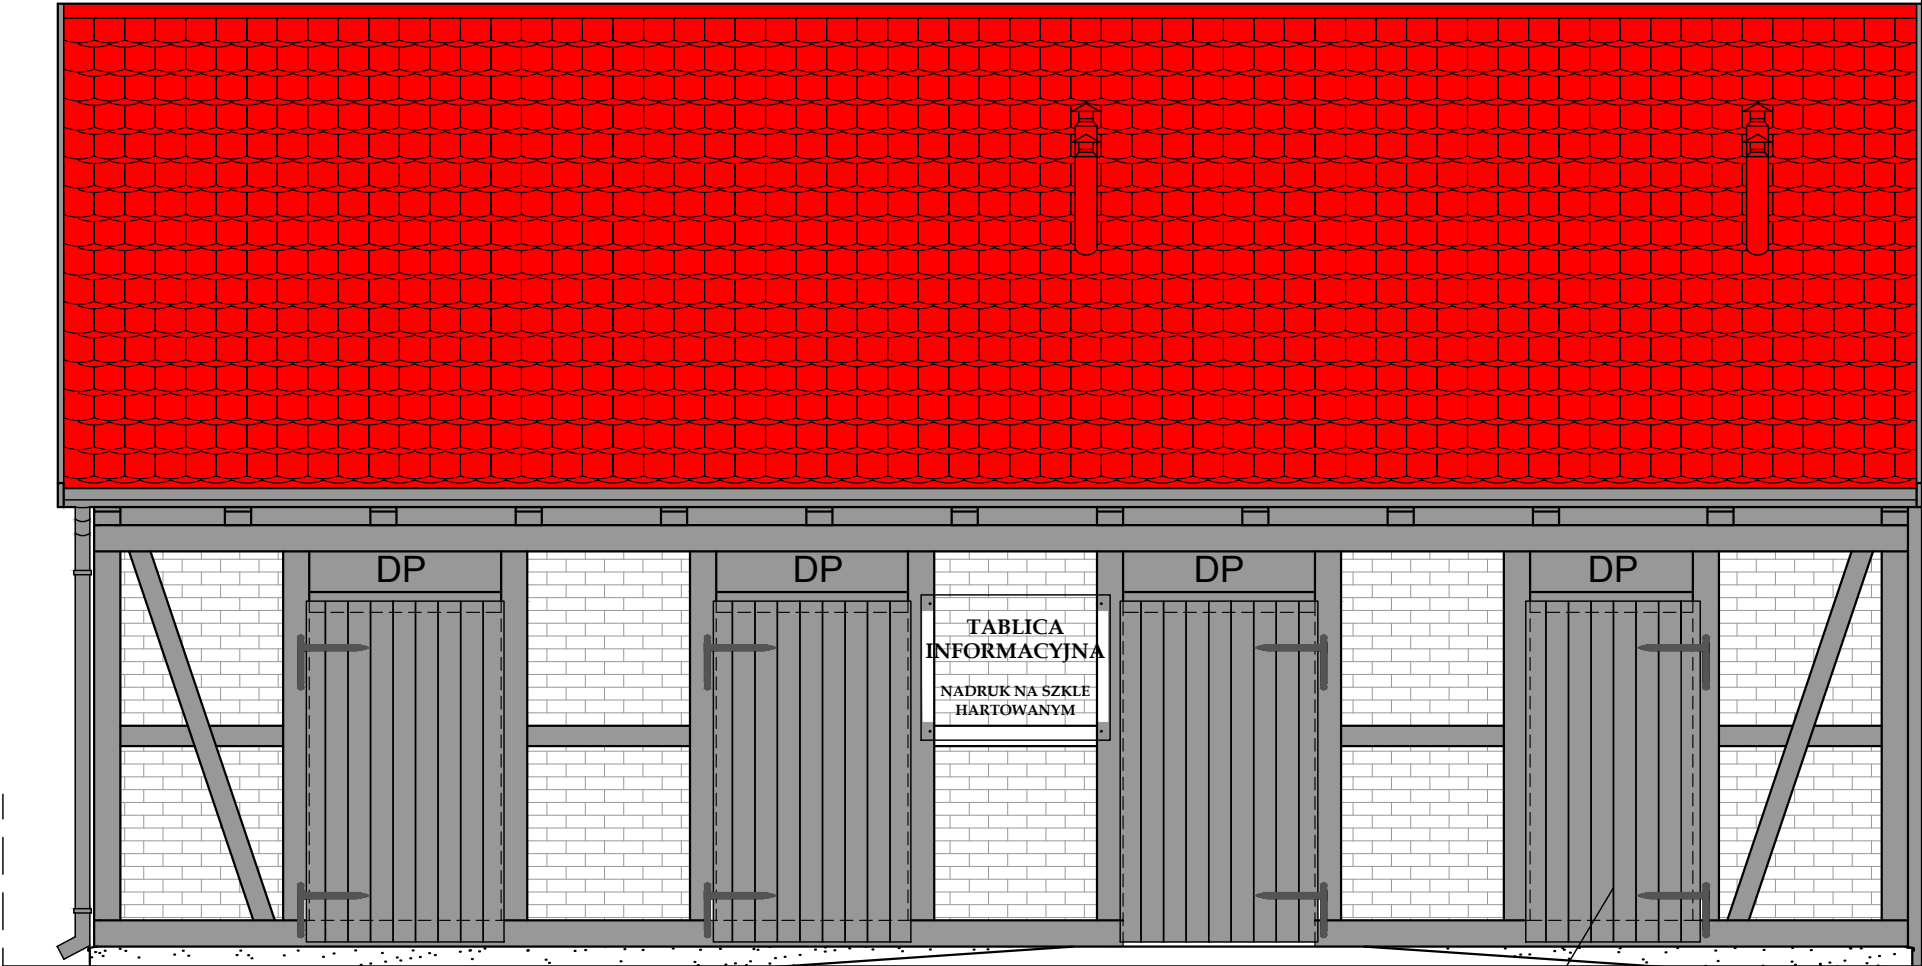 DP
DP
DP
DP
TABLICA
INFORMACYJNA
NADRUK NA SZKLE
HARTOWANYM